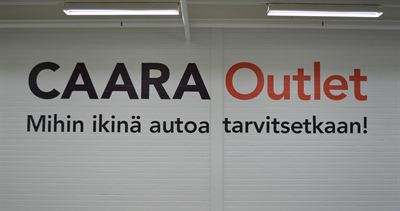 CAARA Outlet
Mihin ikinä autoa tarvitsetkaan!